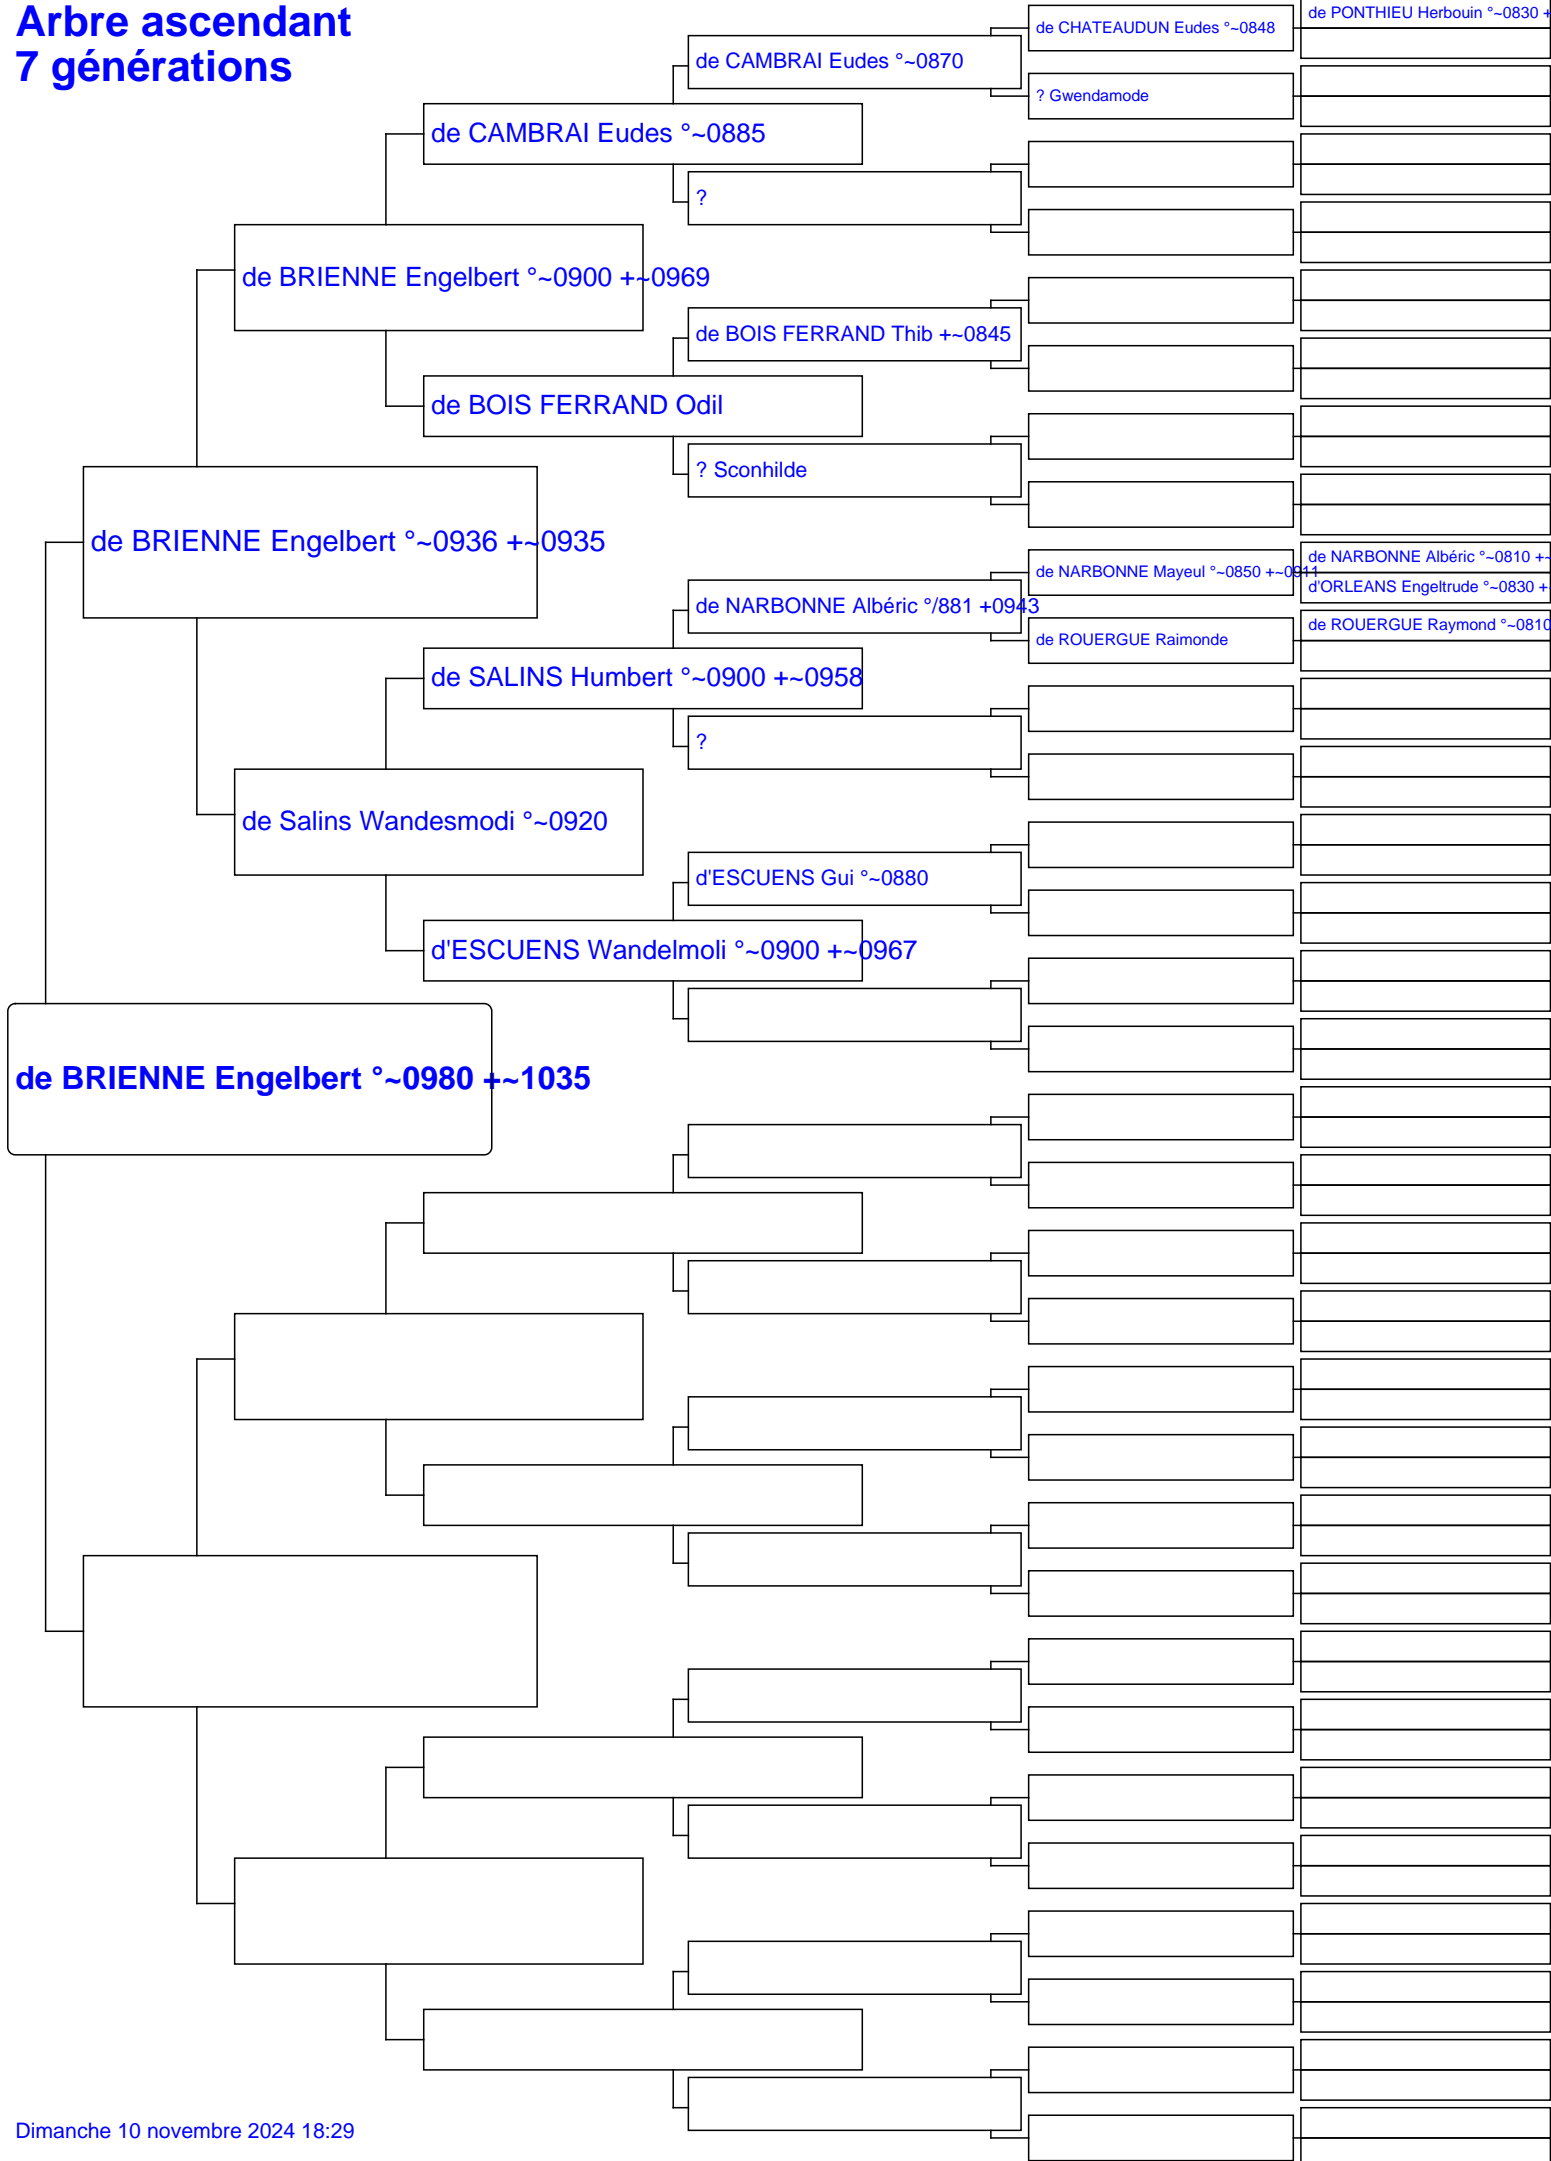 Arbre ascendant
7 générations
de PONTHIEU Herbouin °~0830 +
de CHATEAUDUN Eudes °~0848
de CAMBRAI Eudes °~0870
? Gwendamode
de CAMBRAI Eudes °~0885
?
de BRIENNE Engelbert °~0900 +~0969
de BOIS FERRAND Thib +~0845
de BOIS FERRAND Odil
? Sconhilde
de BRIENNE Engelbert °~0936 +~0935
de NARBONNE Albéric °~0810 +~
de NARBONNE Mayeul °~0850 +~0911
d'ORLEANS Engeltrude °~0830 +
de NARBONNE Albéric °/881 +0943
de ROUERGUE Raymond °~0810
de ROUERGUE Raimonde
de SALINS Humbert °~0900 +~0958
?
de Salins Wandesmodi °~0920
d'ESCUENS Gui °~0880
d'ESCUENS Wandelmoli °~0900 +~0967
de BRIENNE Engelbert °~0980 +~1035
Dimanche 10 novembre 2024 18:29